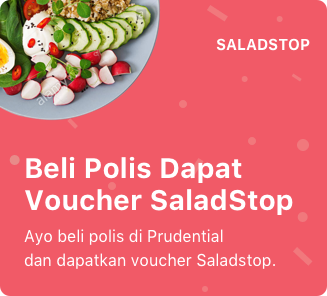 SALADSTOP
Beli Polis Dapat
Voucher SaladStop
Ayo beli polis di Prudential
dan dapatkan voucher Saladstop.